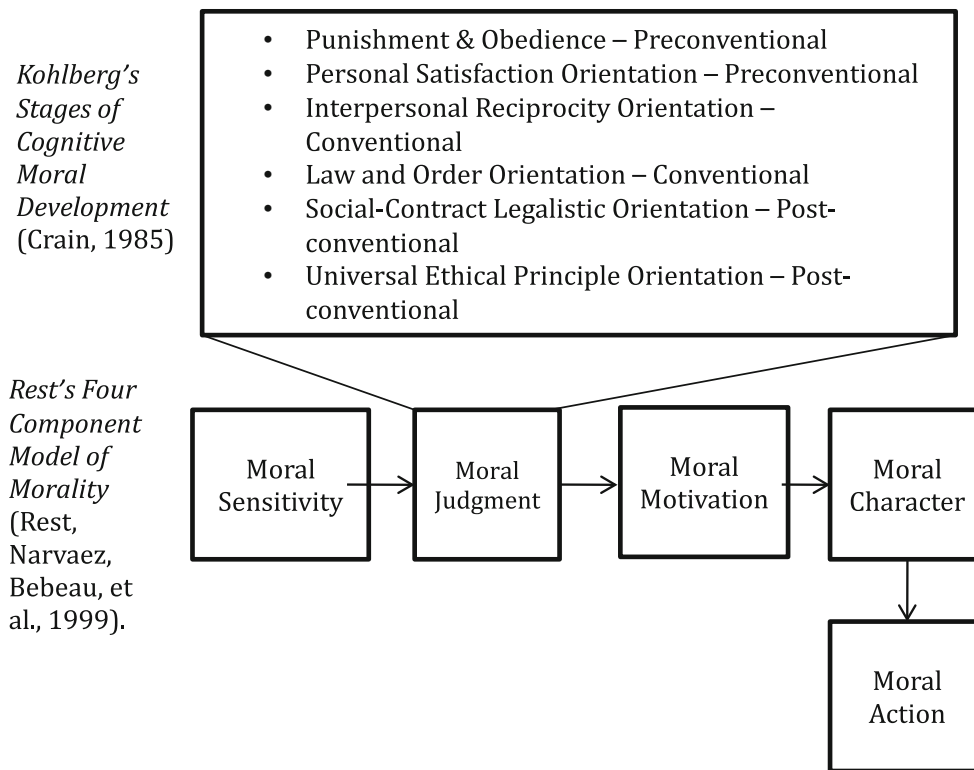 Kohlberg's
Stages of
Cognitive
Moral
Development
(Crain, 1985)
• Punishment & Obedience – Preconventional
• Personal Satisfaction Orientation – Preconventional
• Interpersonal Reciprocity Orientation –
Conventional
• Law and Order Orientation – Conventional
• Social-Contract Legalistic Orientation – Post-
conventional
• Universal Ethical Principle Orientation – Post-
conventional
Rest's Four
Component
Model of
Morality
(Rest,
Narvaez,
Bebeau, et
al., 1999).
Moral
Sensitivity
Moral
Judgment
Moral
Motivation
Moral
Character
Moral
Action